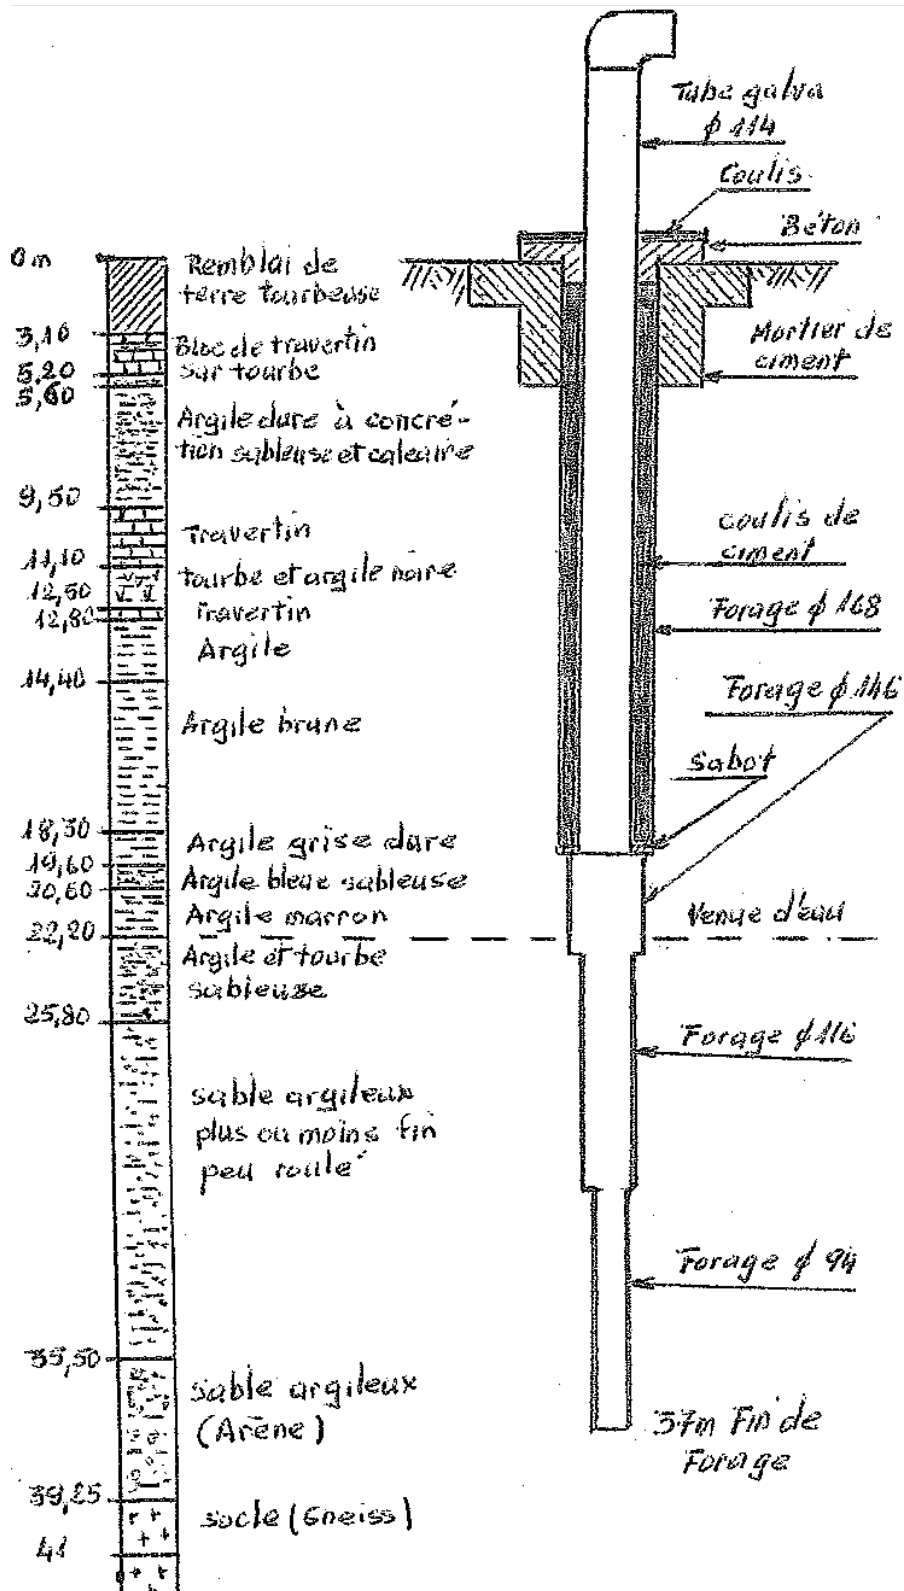 Tube galva
ϕ 114
Coulis
Béton
0m
Remblai de
terre tourbeuse
3,10
Bloc de travertin
sur tourbe
5,20
5,60
Mortier de
ciment
Argile dure à concré-
tion sableuse et calcaire
9,50
Travertin
coulis de
ciment
11,10
tourbe et argile noire
12,50
Travertin
12,80
Forage ϕ 168
Argile
14,40
Forage ϕ 146
Argile brune
Sabot
18,30
Argile grise dure
19,60
Argile bleue sableuse
20,60
Argile marron
Venue d'eau
22,20
Argile et tourbe
sableuse
25,80
Forage ϕ 116
Sable argileux
plus ou moins fin
peu roulé
Forage ϕ 94
35,50
Sable argileux
(Arène)
37m Fin de
Forage
39,25
socle (Gneiss)
41